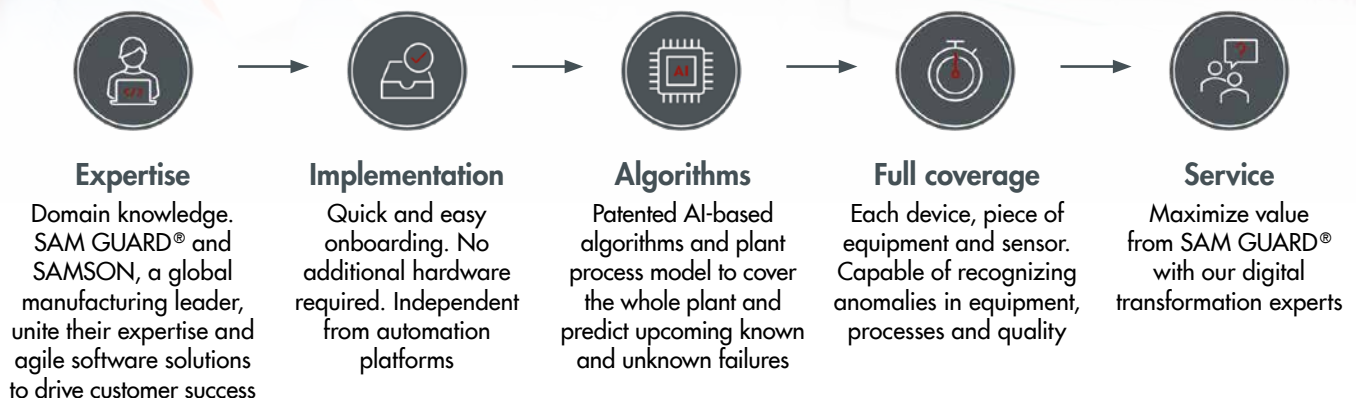 </>
AI
?
Expertise
Domain knowledge.
SAM GUARD® and
SAMSON, a global
manufacturing leader,
unite their expertise and
agile software solutions
to drive customer success
Implementation
Quick and easy
onboarding. No
additional hardware
required. Independent
from automation
platforms
Algorithms
Patented AI-based
algorithms and plant
process model to cover
the whole plant and
predict upcoming known
and unknown failures
Full coverage
Each device, piece of
equipment and sensor.
Capable of recognizing
anomalies in equipment,
processes and quality
Service
Maximize value
from SAM GUARD®
with our digital
transformation experts